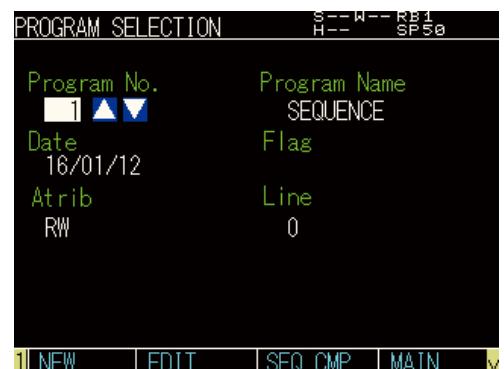 PROGRAM SELECTION S--W-- RB1
H-- SP50
Program No. Program Name
1 SEQUENCE
Date Flag
16/01/12
Atrib Line
RW 0
1 NEW EDIT SEQ CMP MAIN